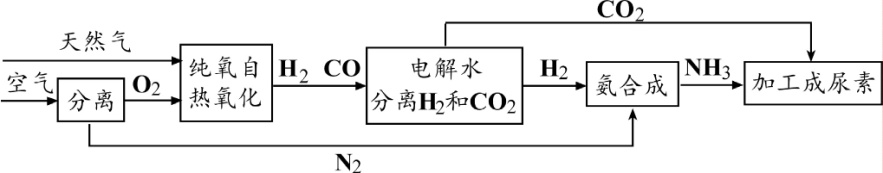 CO₂
天然气
空气
分离
O₂
纯氧自
热氧化
H₂ CO
电解水
分离H₂和CO₂
H₂
氨合成
NH₃
加工成尿素
N₂